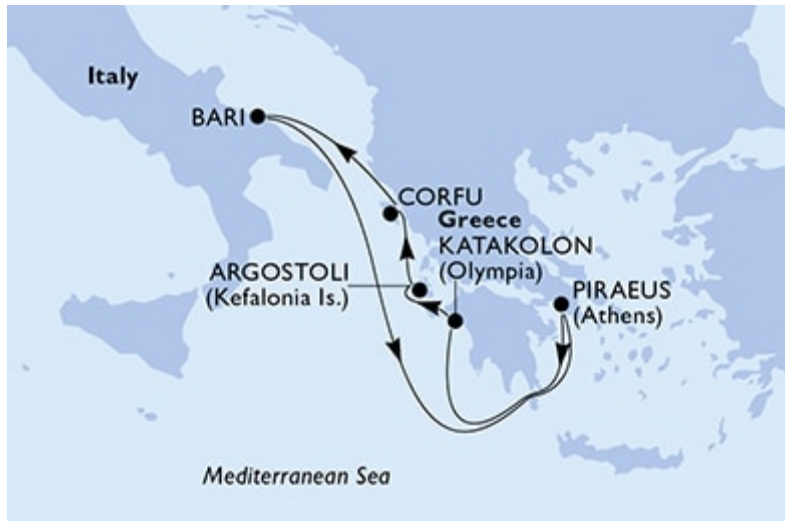 Italy
BARI
CORFU
Greece
KATAKOLON
(Olympia)
ARGOSTOLI
(Kefalonia Is.)
PIRAEUS
(Athens)
Mediterranean Sea